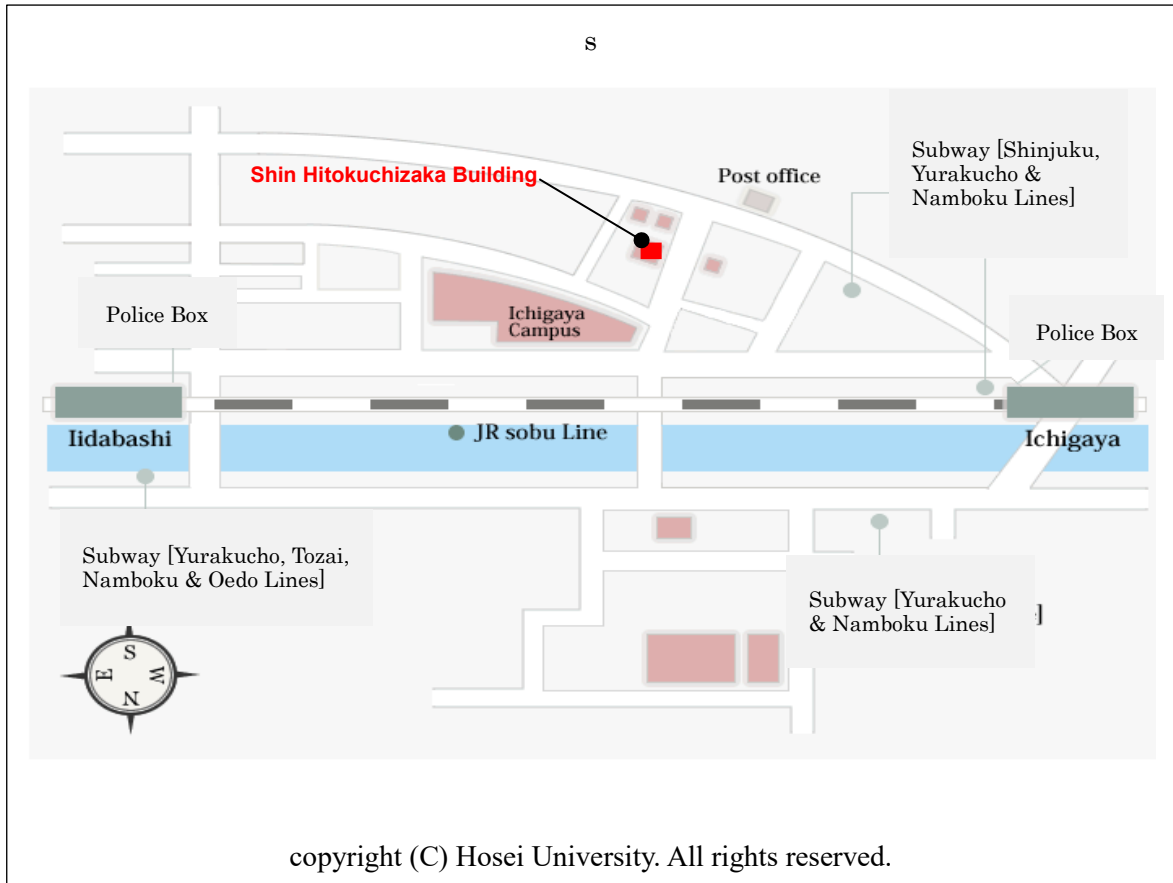 s
Shin Hitokuchizaka Building
Post office
Subway [Shinjuku,
Yurakucho &
Namboku Lines]
Police Box
Ichigaya
Campus
Police Box
Iidabashi
JR sobu Line
Ichigaya
Subway [Yurakucho, Tozai,
Namboku & Oedo Lines]
Subway [Yurakucho
& Namboku Lines]
]
S
E
W
N
copyright (C) Hosei University. All rights reserved.